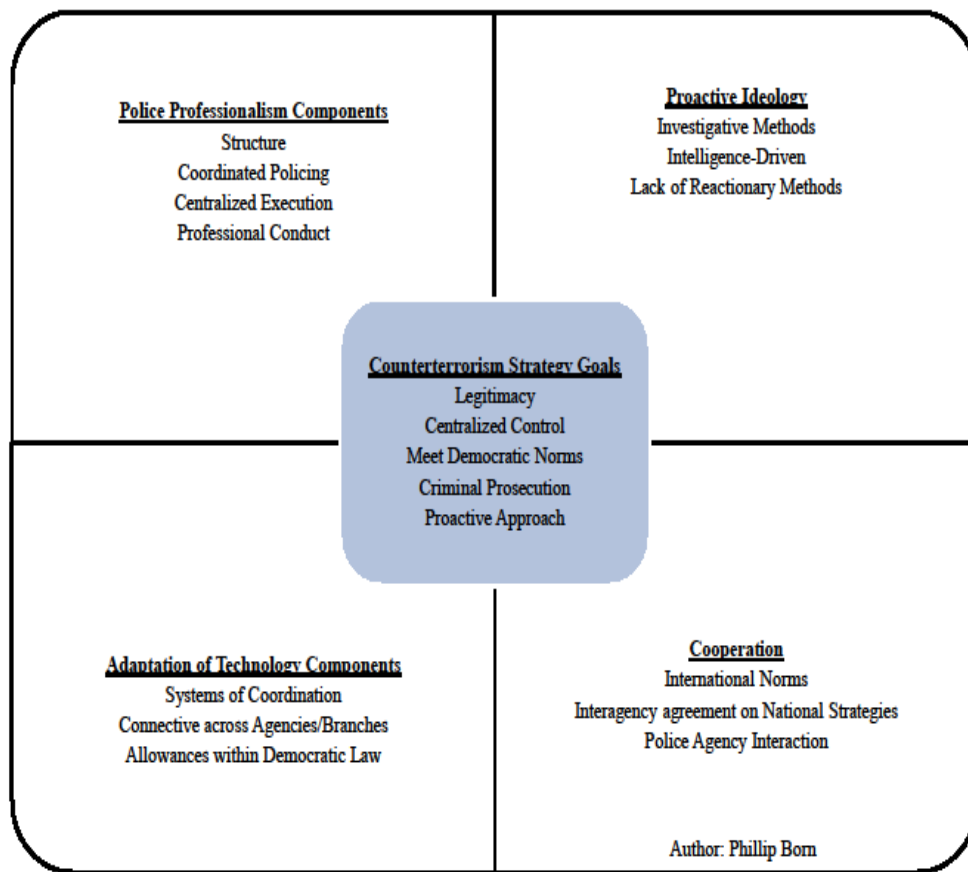 Police Professionalism Components
Structure
Coordinated Policing
Centralized Execution
Professional Conduct
Proactive Ideology
Investigative Methods
Intelligence-Driven
Lack of Reactionary Methods
Counterterrorism Strategy Goals
Legitimacy
Centralized Control
Meet Democratic Norms
Criminal Prosecution
Proactive Approach
Adaptation of Technology Components
Systems of Coordination
Connective across Agencies/Branches
Allowances within Democratic Law
Cooperation
International Norms
Interagency agreement on National Strategies
Police Agency Interaction
Author: Phillip Born